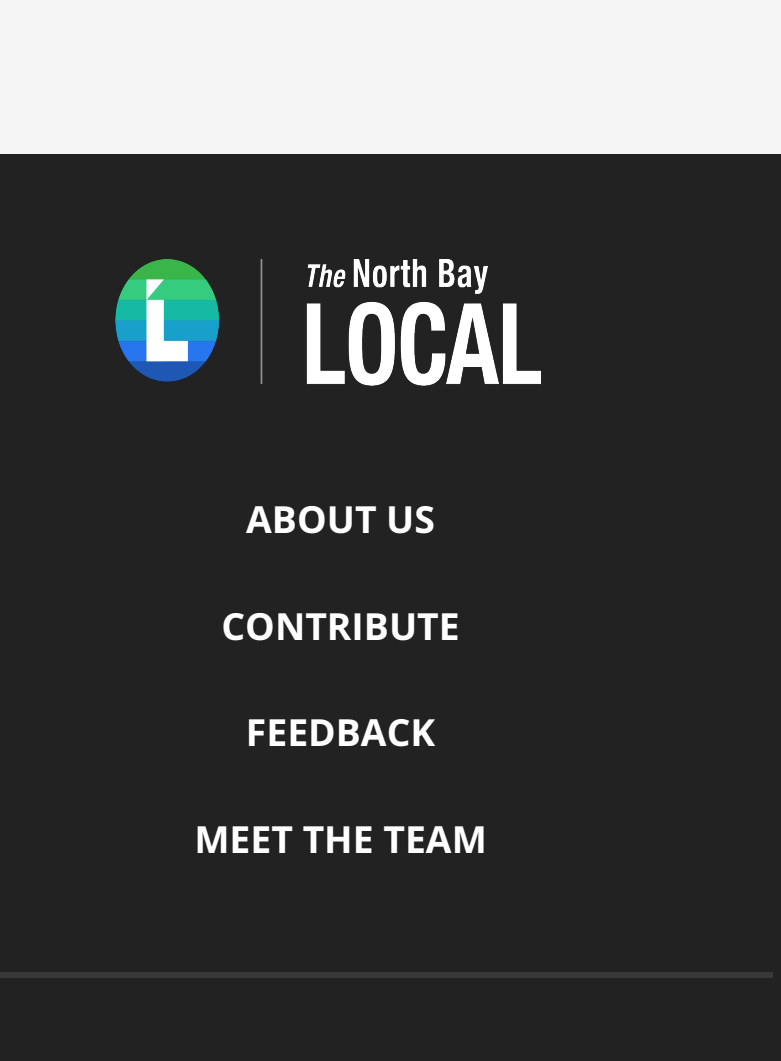 L
The North Bay
LOCAL
ABOUT US
CONTRIBUTE
FEEDBACK
MEET THE TEAM